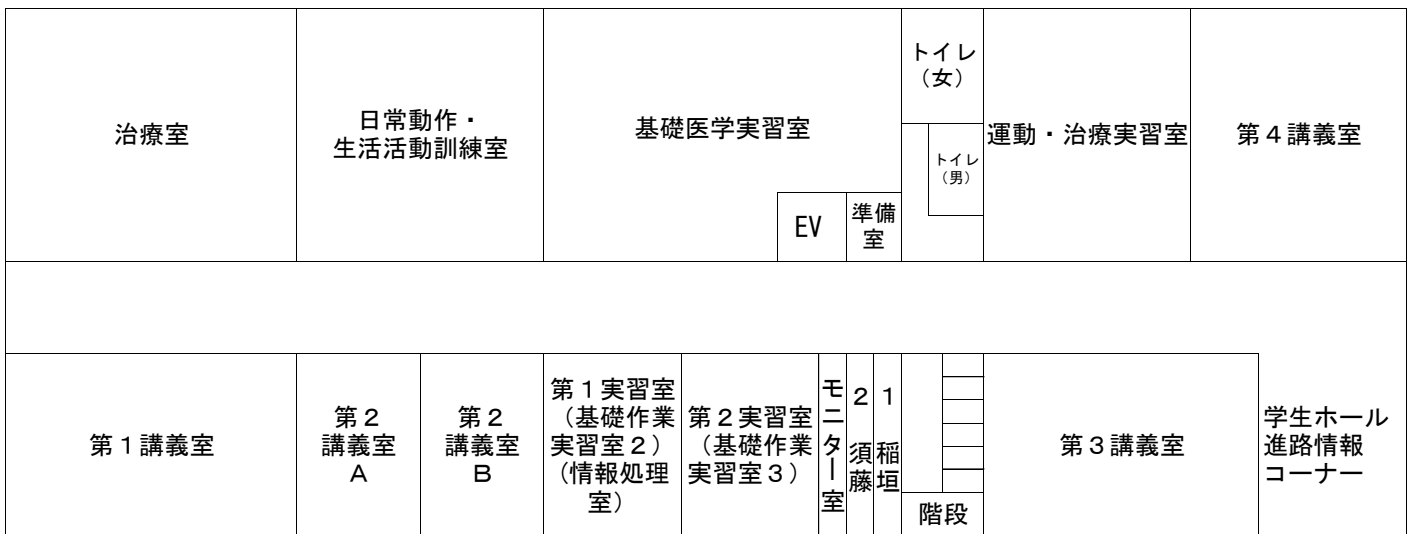 治療室
日常動作・
生活活動訓練室
基礎医学実習室
EV
準備
室
トイレ
（女）
トイレ
（男）
運動・治療実習室
第４講義室
第１講義室
第２
講義室
Ａ
第２
講義室
Ｂ
第１実習室
（基礎作業
実習室２）
（情報処理
室）
第２実習室
（基礎作業
実習室３）
モニター室
２　須藤
１　稲垣
階段
第３講義室
学生ホール
進路情報
コーナー